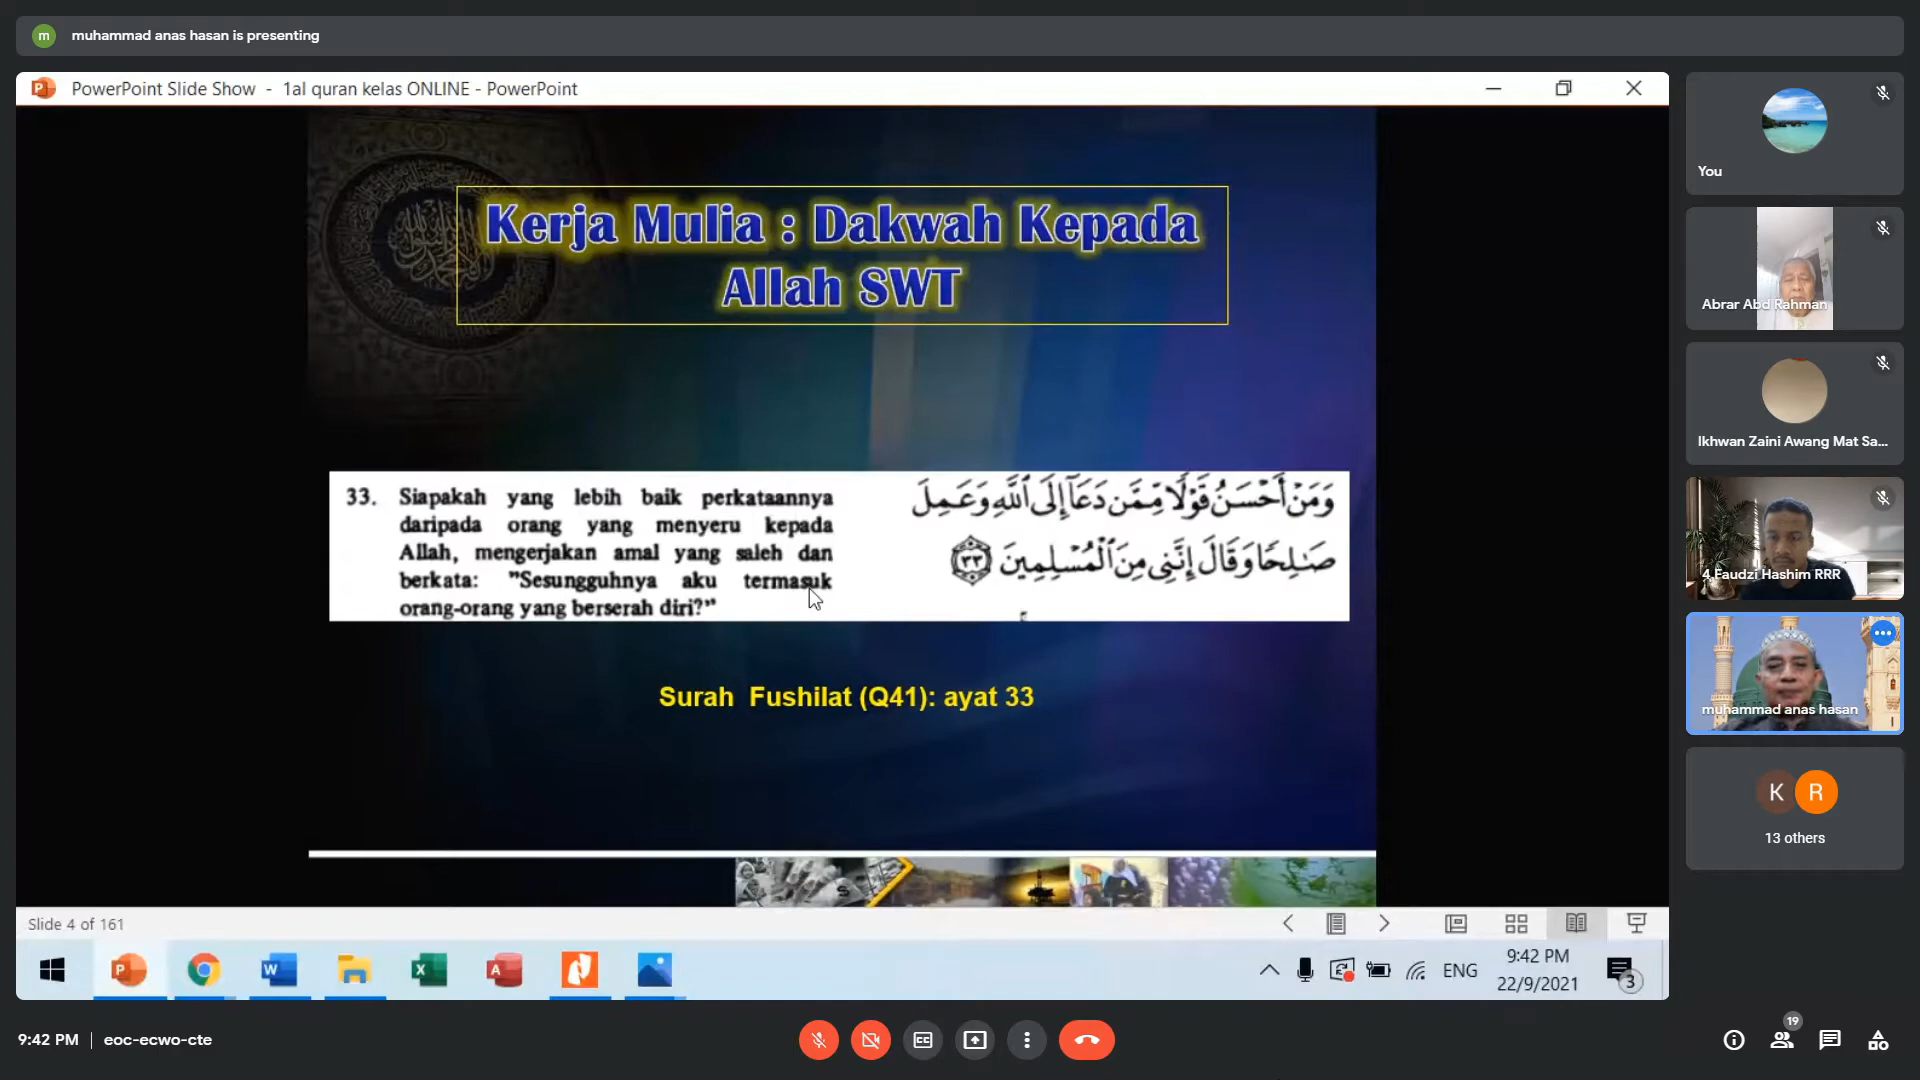 m muhammad anas hasan is presenting
PowerPoint Slide Show - 1al quran kelas ONLINE - PowerPoint
Kerja Mulia : Dakwah Kepada
Allah SWT
33. Siapakah yang lebih baik perkataannya
daripada orang yang menyeru kepada
Allah, mengerjakan amal yang saleh dan
berkata: "Sesungguhnya aku termasuk
orang-orang yang berserah diri?"
وَمَنْ أَحْسَنُ قَوْلًا مِّمَّن دَعَآ إِلَى ٱللَّهِ وَعَمِلَ
صَـٰلِحًا وَقَالَ إِنَّنِى مِنَ ٱلْمُسْلِمِينَ ٣٣
Surah Fushilat (Q41): ayat 33
Slide 4 of 161
ENG
9:42 PM
22/9/2021
3
You
Abrar Abd Rahman
Ikhwan Zaini Awang Mat Sa...
4 Faudzi Hashim RRR
muhammad anas hasan
K R
13 others
9:42 PM | eoc-ecwo-cte
19